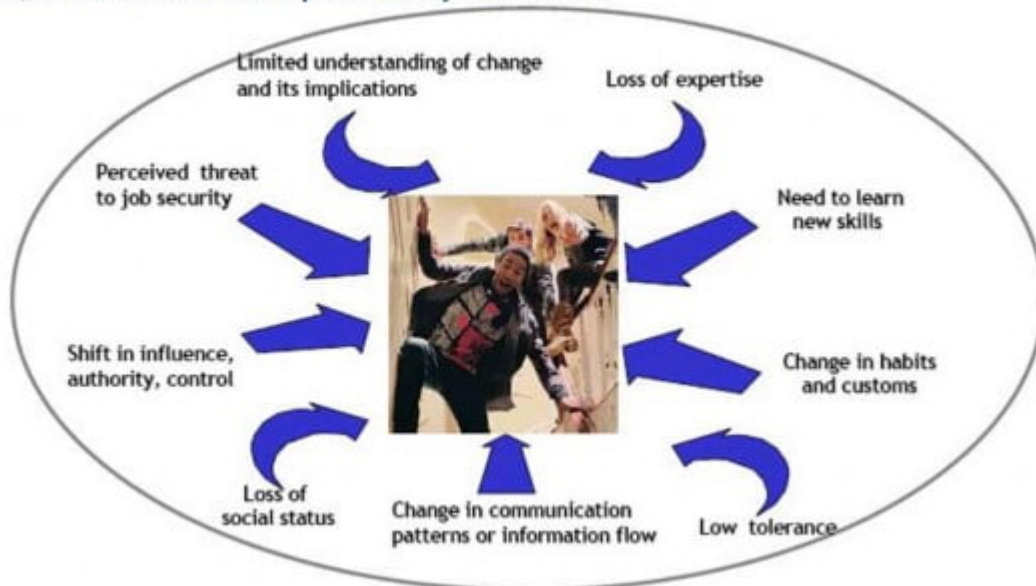 Limited understanding of change
and its implications
Loss of expertise
Perceived threat
to job security
Need to learn
new skills
Shift in influence,
authority, control
Change in habits
and customs
Loss of
social status
Change in communication
patterns or information flow
Low tolerance